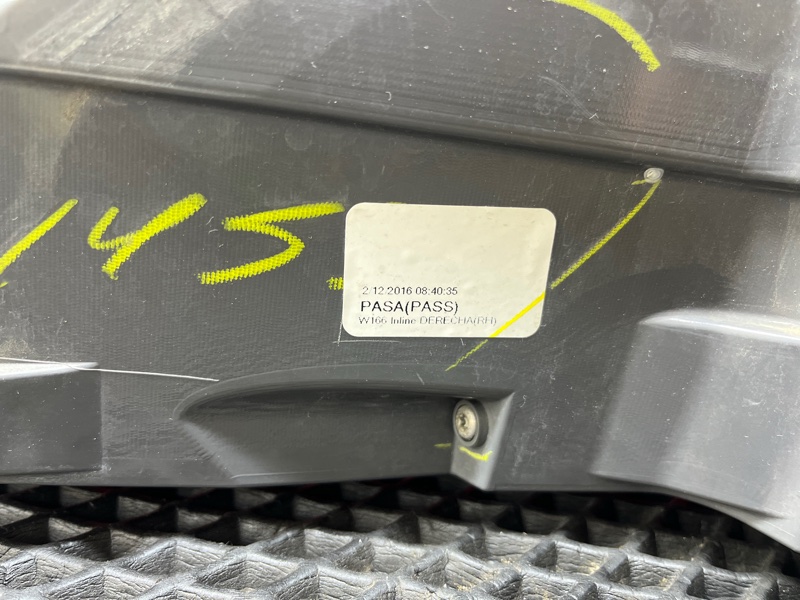 145.
2.12.2016 08:40:35
PASA(PASS)
W166 Inline DERECHA(RH)